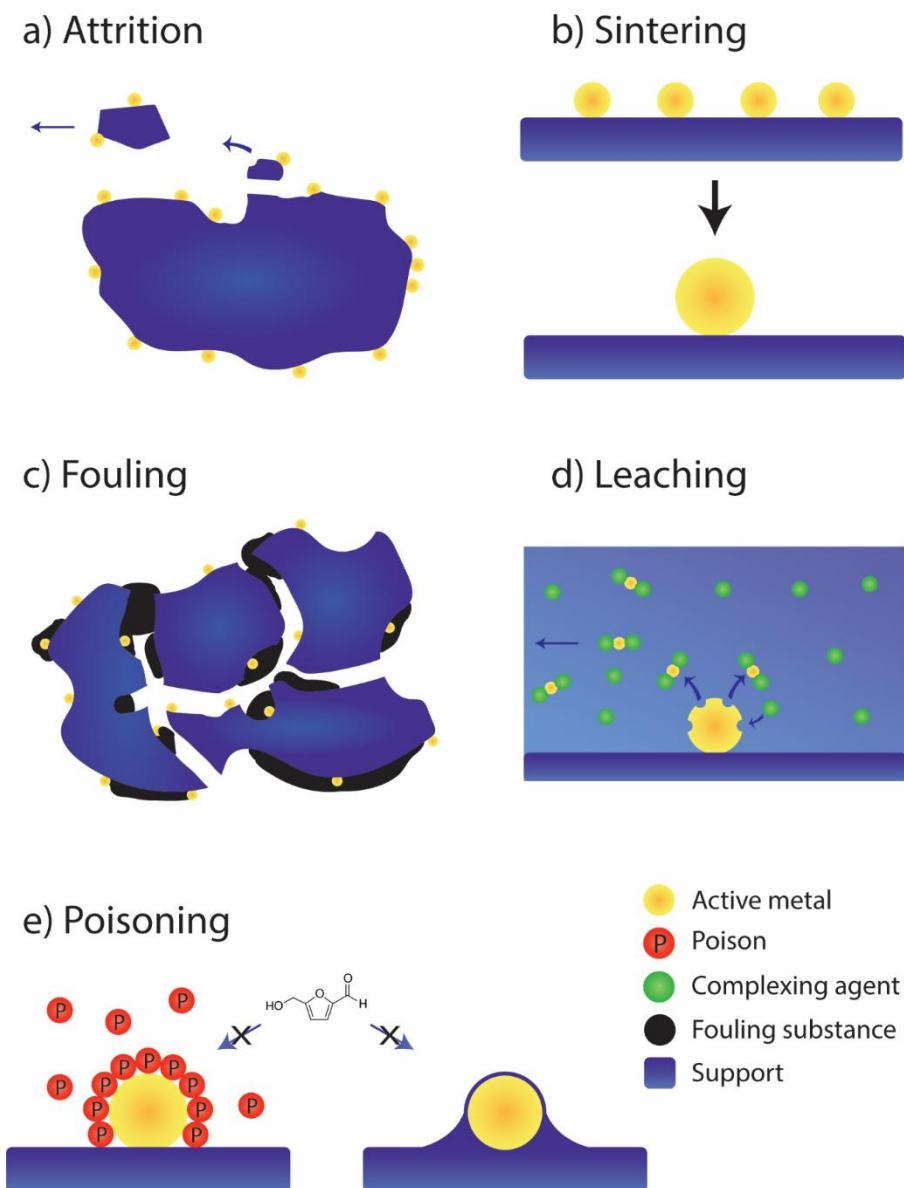 a) Attrition
b) Sintering
c) Fouling
d) Leaching
e) Poisoning
Active metal
P Poison
Complexing agent
Fouling substance
Support
HO O O H
X X
P P P
P P P P P
P P P P
P P P
P P